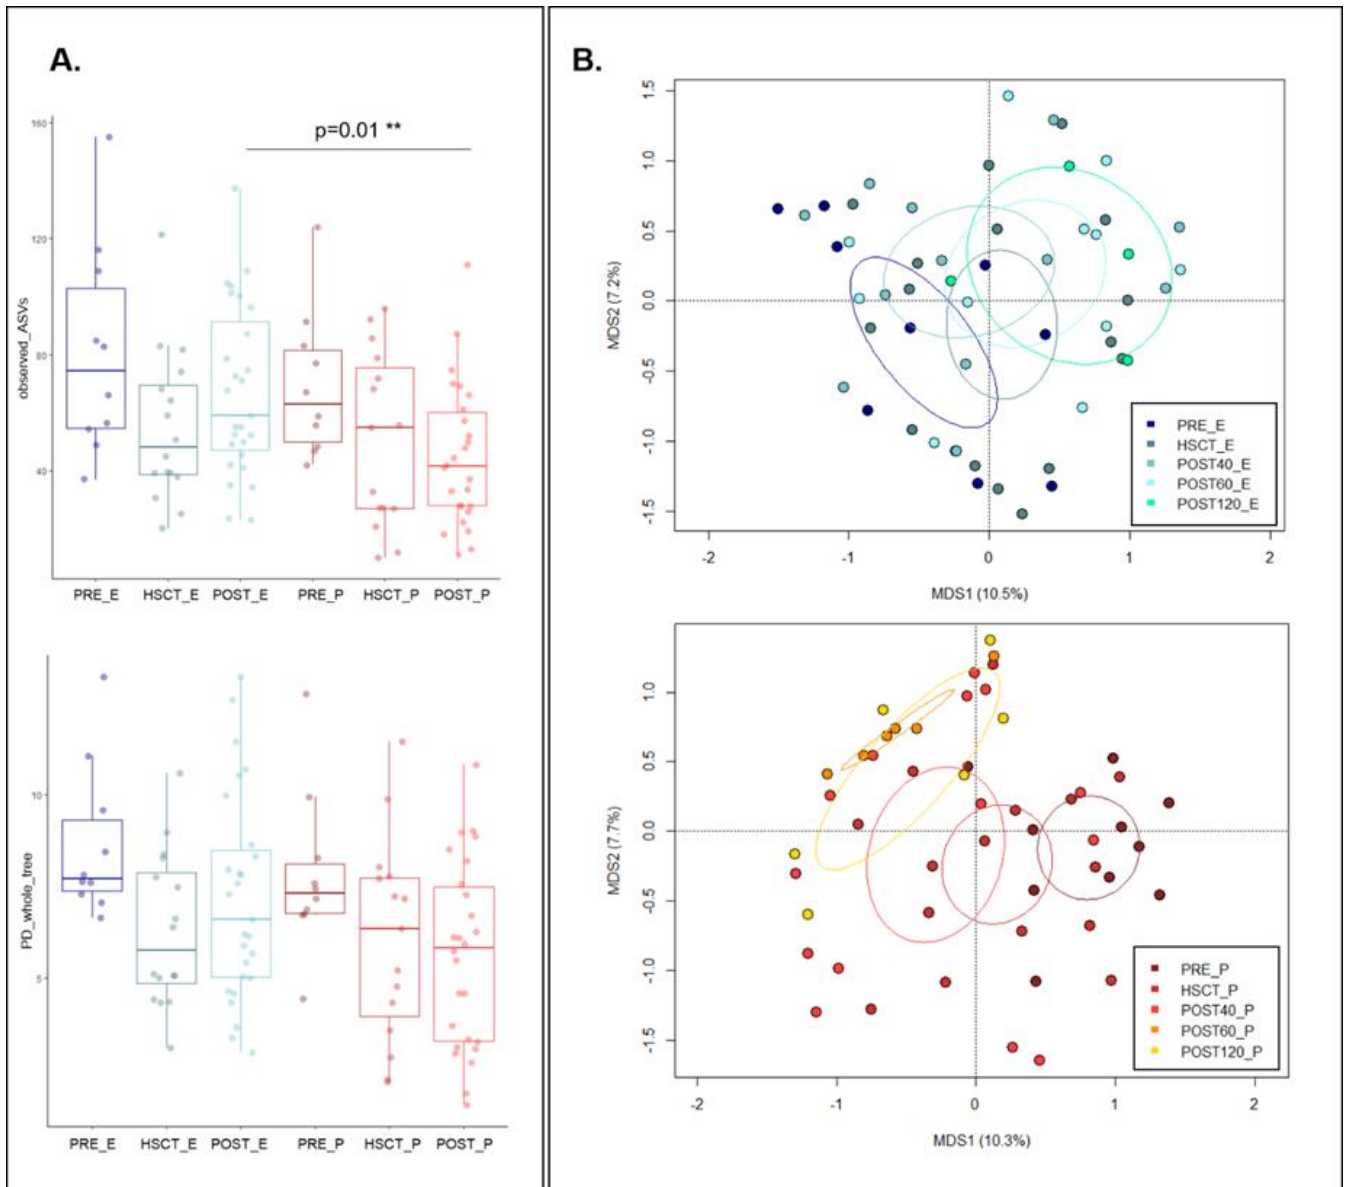 A.
p=0.01 **
observed_ASVs
160
120
80
40
PRE_E HSCT_E POST_E PRE_P HSCT_P POST_P
PD_whole_tree
10
5
PRE_E HSCT_E POST_E PRE_P HSCT_P POST_P
B.
MDS2 (7.2%)
1.5
1.0
0.5
0.0
-0.5
-1.0
-1.5
PRE_E
HSCT_E
POST40_E
POST60_E
POST120_E
-2 -1 0 1 2
MDS1 (10.5%)
MDS2 (7.7%)
1.0
0.5
0.0
-0.5
-1.0
-1.5
PRE_P
HSCT_P
POST40_P
POST60_P
POST120_P
-2 -1 0 1 2
MDS1 (10.3%)